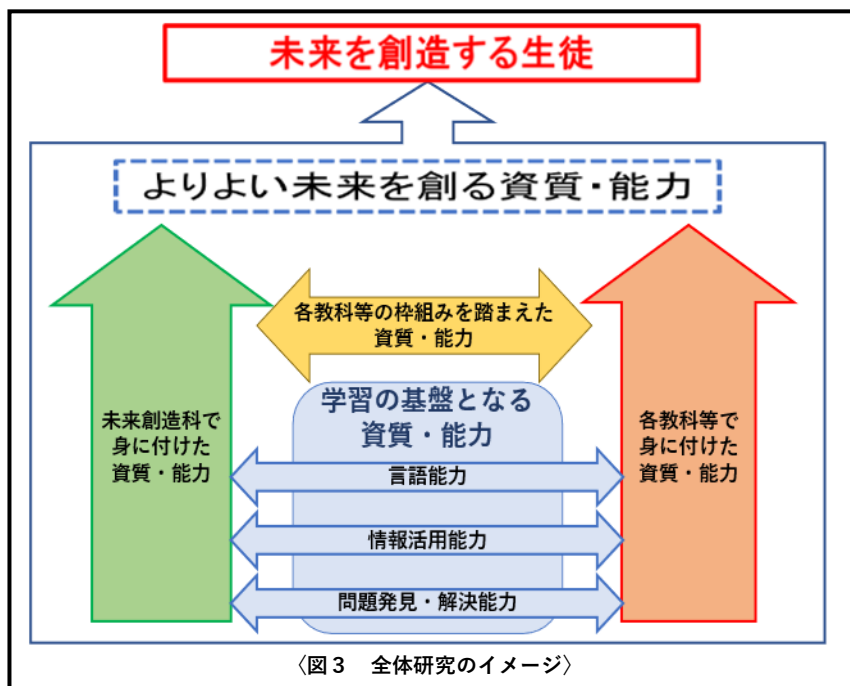 未来を創造する生徒
よりよい未来を創る資質・能力
各教科等の枠組みを踏まえた
資質・能力
学習の基盤となる
資質・能力
未来創造科で
身に付けた
資質・能力
言語能力
情報活用能力
問題発見・解決能力
各教科等で
身に付けた
資質・能力
〈図３　全体研究のイメージ〉